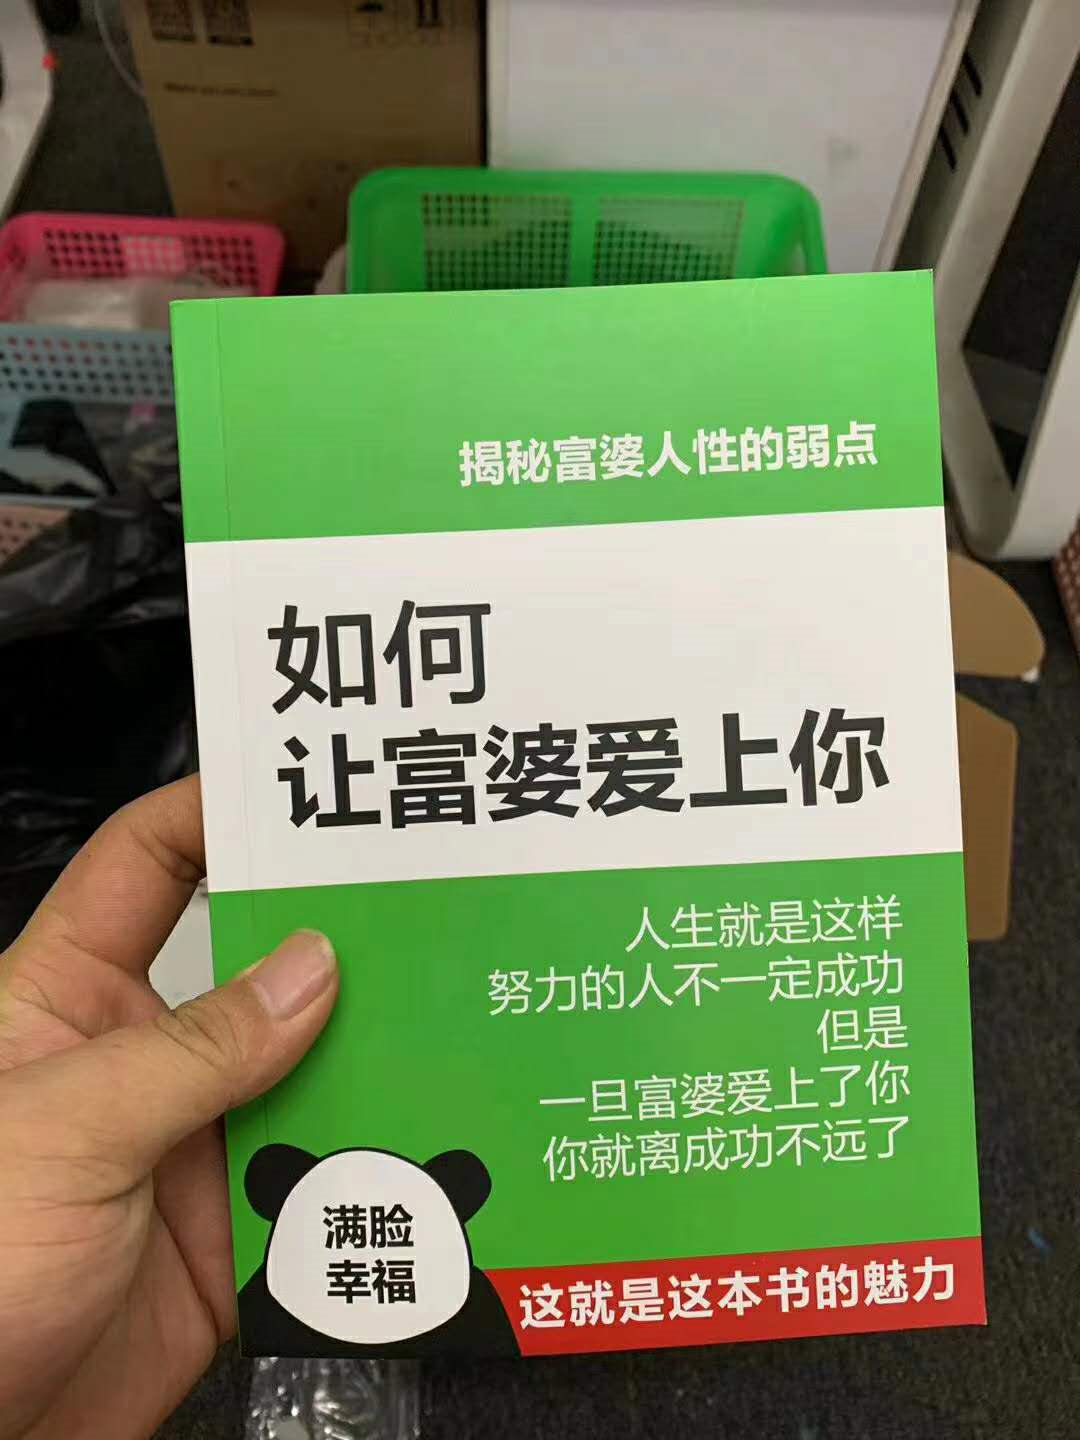 揭秘富婆人性的弱点
如何
让富婆爱上你
人生就是这样
努力的人不一定成功
但是
一旦富婆爱上了你
你就离成功不远了
满脸
幸福
这就是这本书的魅力